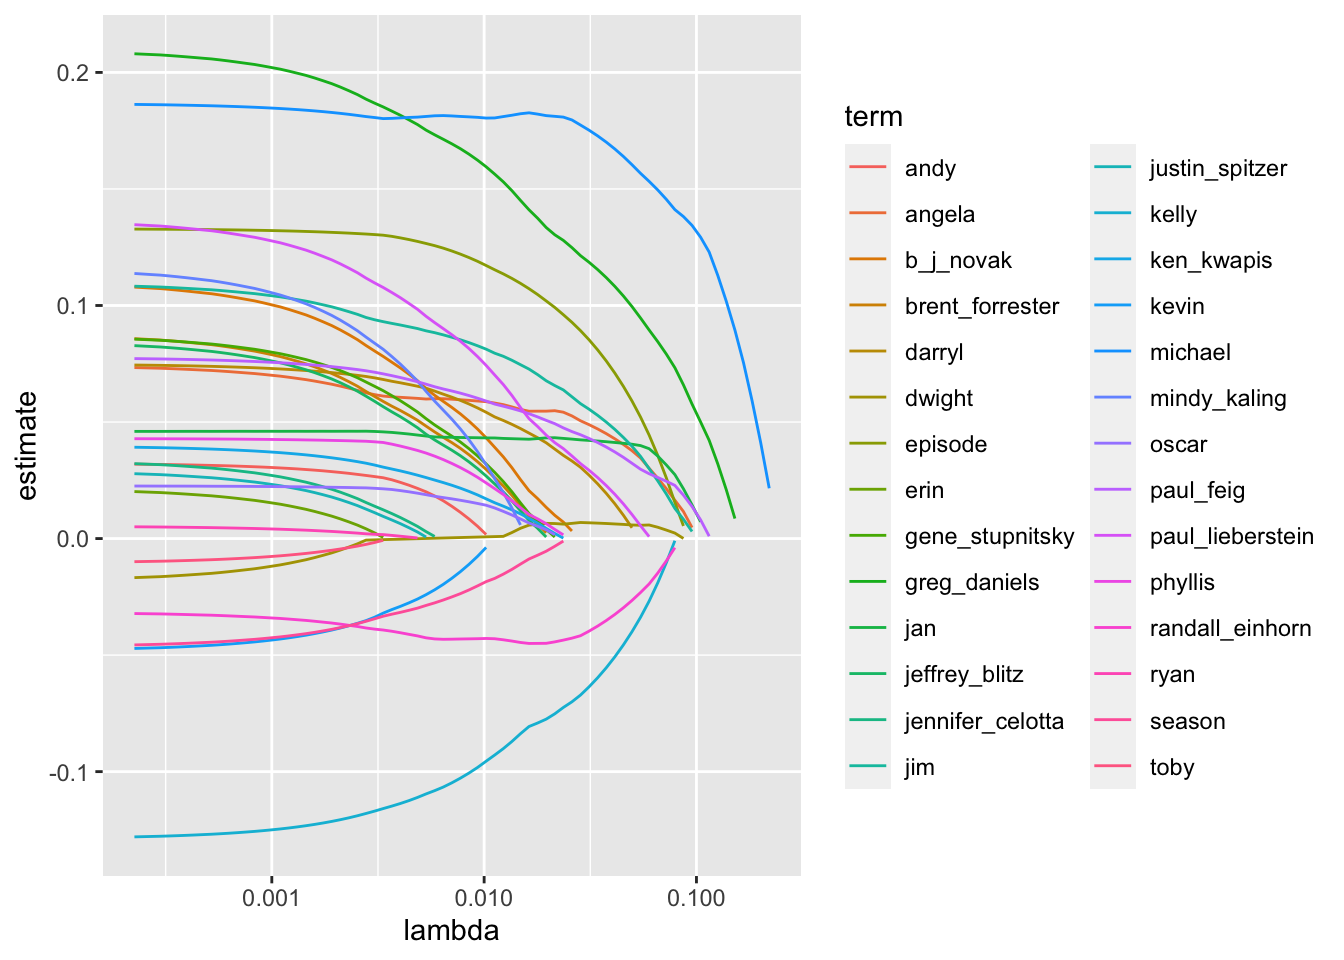 0.2
0.1
0.0
-0.1
estimate
0.001 0.010 0.100
lambda
term
andy
angela
b_j_novak
brent_forrester
darryl
dwight
episode
erin
gene_stupnitsky
greg_daniels
jan
jeffrey_blitz
jennifer_celotta
jim
justin_spitzer
kelly
ken_kwapis
kevin
michael
mindy_kaling
oscar
paul_feig
paul_lieberstein
phyllis
randall_einhorn
ryan
season
toby